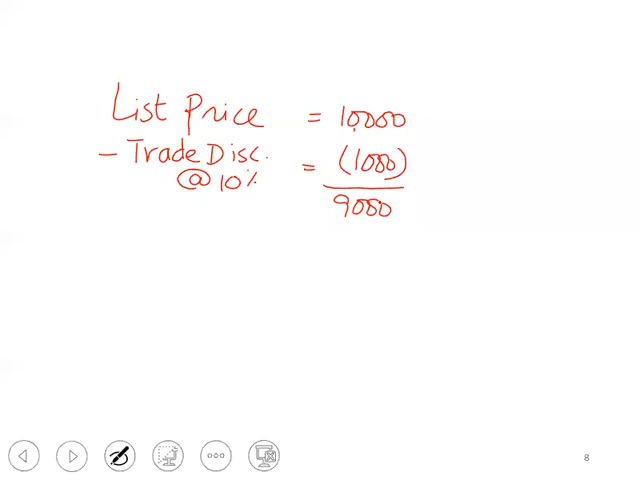 List Price = 10,000
- Trade Disc. = (1000)
@ 10%
9000
8